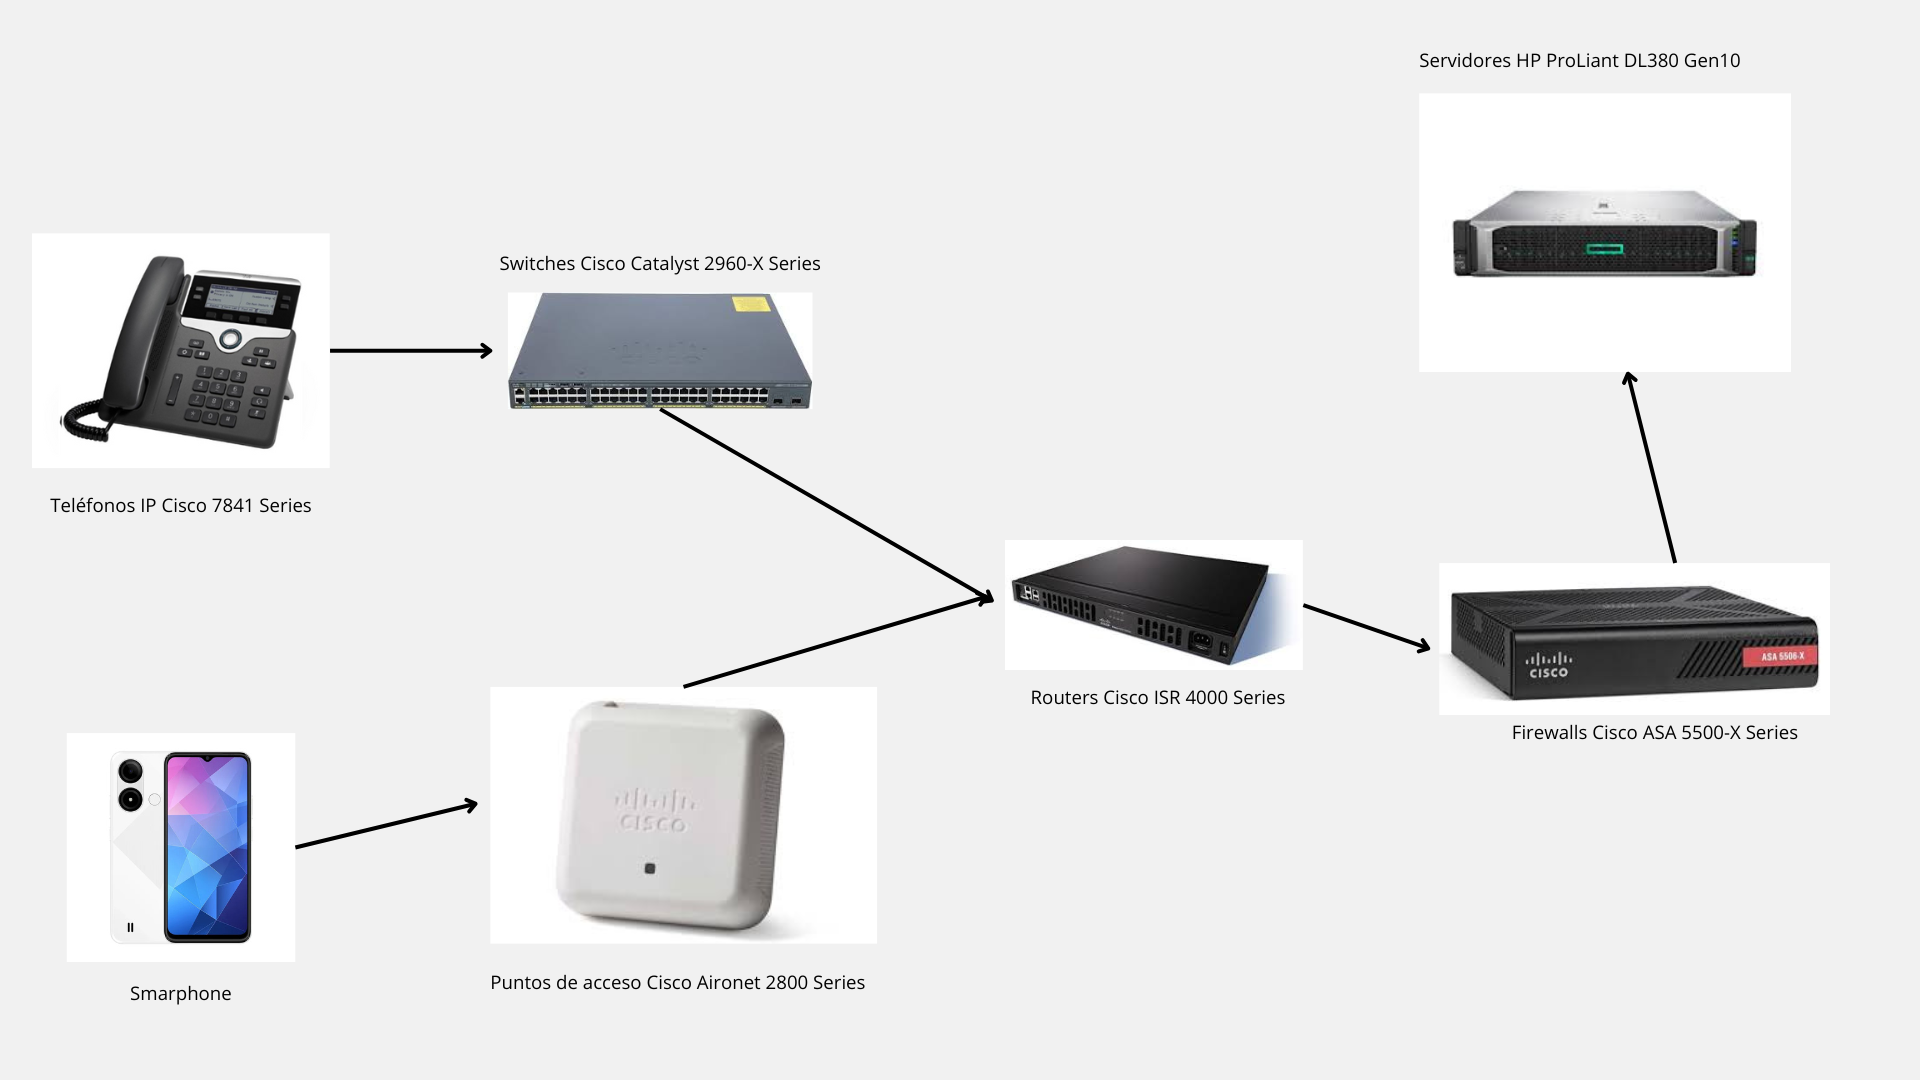 Servidores HP ProLiant DL380 Gen10
Switches Cisco Catalyst 2960-X Series
Teléfonos IP Cisco 7841 Series
Routers Cisco ISR 4000 Series
CISCO
ASA 5506-X
Firewalls Cisco ASA 5500-X Series
CISCO
Puntos de acceso Cisco Aironet 2800 Series
Smarphone